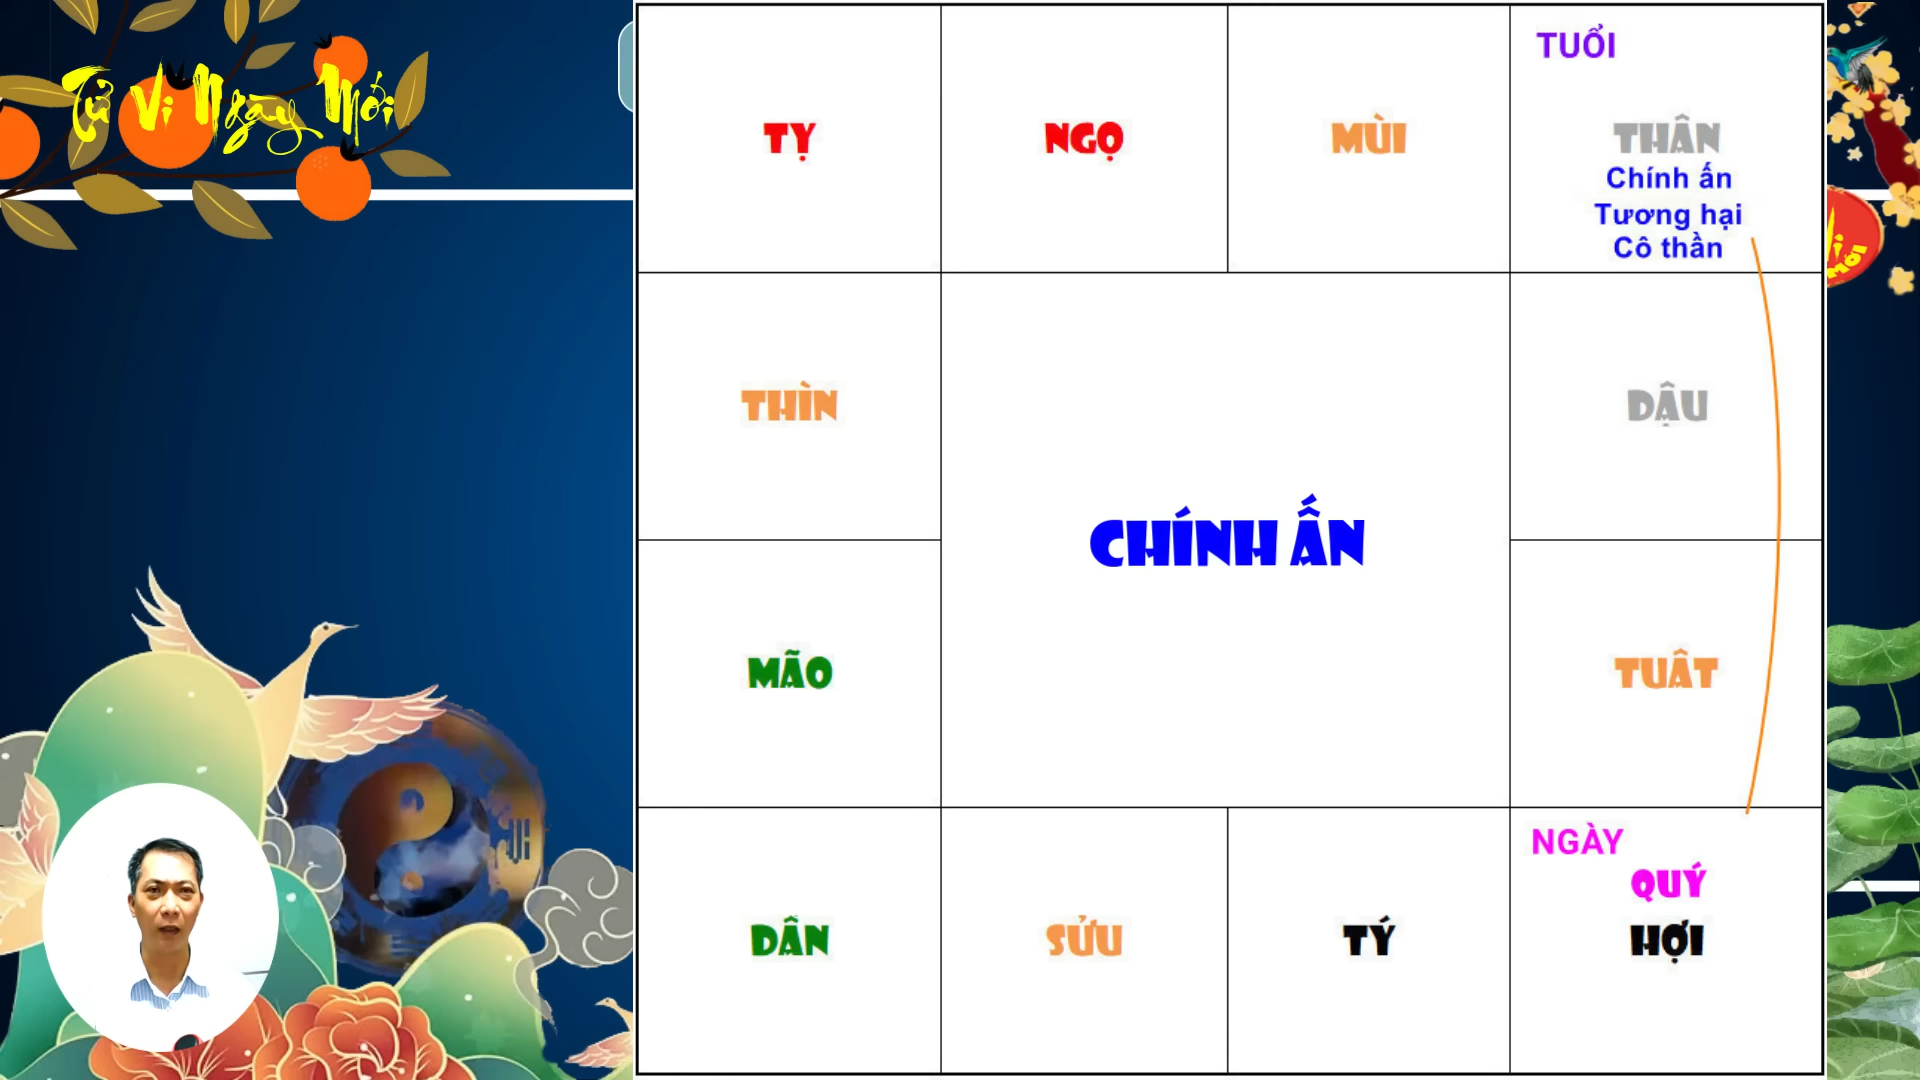 Tử Vi Ngày Mới
TUỔI
TỴ
NGỌ
MÙI
THÂN
Chính ấn
Tương hại
Cô thần
THÌN
DẬU
CHÍNH ẤN
MÃO
TUẤT
NGÀY
QUÝ
DẦN
SỬU
TÝ
HỢI